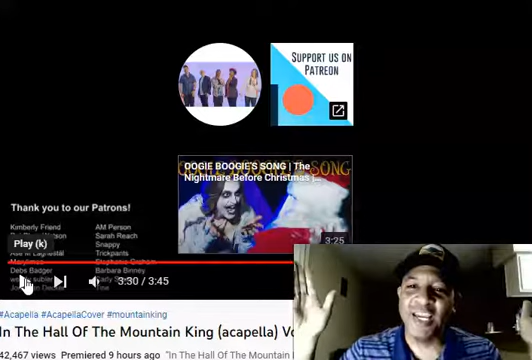 SUPPORT US ON
PATREON
OOGIE BOOGIE'S SONG | The
Nightmare Before Christmas |
SONG
3:25
Thank you to our Patrons!
Kimberly Friend
AM Person
Sarah Reach
Snappy
Trickpants
Debs Badger
Barbara Binney
Play (k)
3:30 / 3:45
#Acapella #AcapellaCover #mountainking
In The Hall Of The Mountain King (acapella)
42,467 views Premiered 9 hours ago "In The Hall Of The Mountain King